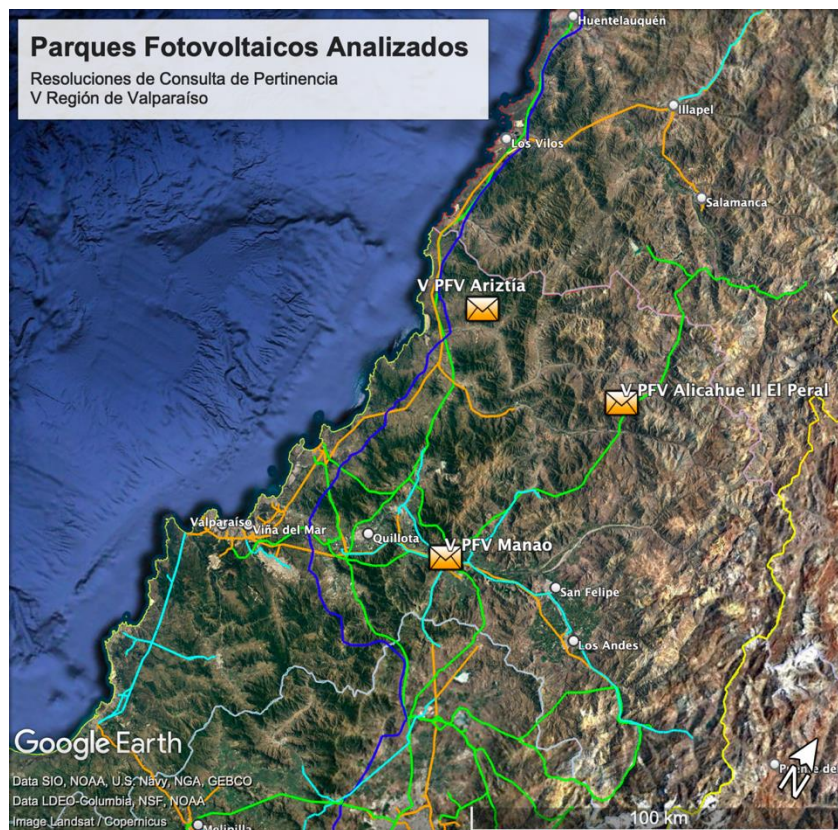 Parques Fotovoltaicos Analizados
Resoluciones de Consulta de Pertinencia
V Región de Valparaíso
Huentelauquén
Illapel
Los Vilos
Salamanca
V PFV Ariztía
V PFV Alicahue II El Peral
Valparaíso
Viña del Mar
Quillota
V PFV Manao
San Felipe
Los Andes
Google Earth
N
Data SIO, NOAA, U.S. Navy, NGA, GEBCO
Data LDEO-Columbia, NSF, NOAA
Image Landsat / Copernicus
100 km
Melipilla